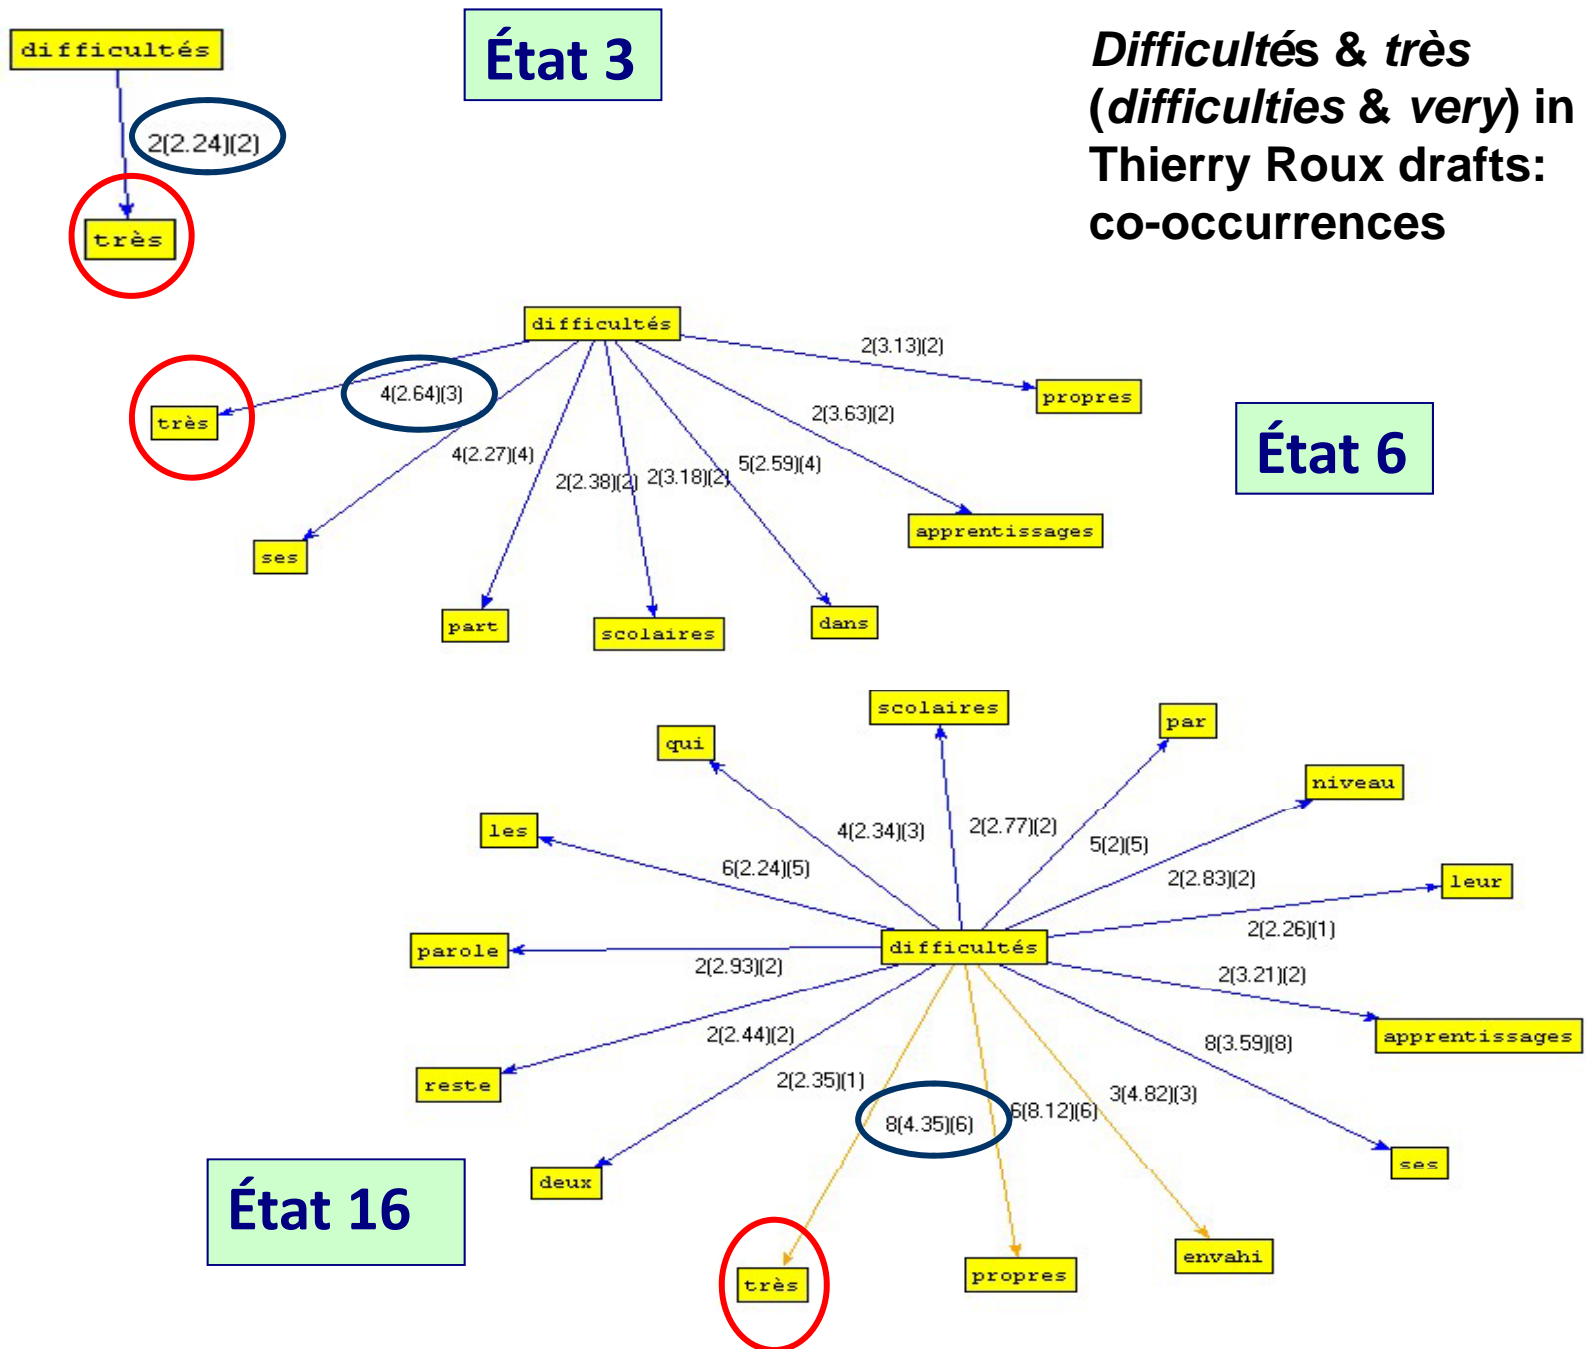 difficultés
État 3
Difficultés & très
(difficulties & very) in
Thierry Roux drafts:
co-occurrences
2(2.24)(2)
très
difficultés
2(3.13)(2)
propres
4(2.64)(3)
très
2(3.63)(2)
État 6
4(2.27)(4)
2(2.38)(2)
2(3.18)(2)
5(2.59)(4)
apprentissages
ses
part
scolaires
dans
scolaires
par
qui
niveau
les
4(2.34)(3)
2(2.77)(2)
5(2)(5)
6(2.24)(5)
2(2.83)(2)
leur
2(2.26)(1)
parole
difficultés
2(2.93)(2)
2(3.21)(2)
2(2.44)(2)
8(3.59)(8)
apprentissages
reste
2(2.35)(1)
8(4.35)(6)
6(8.12)(6)
3(4.82)(3)
deux
ses
État 16
très
propres
envahi